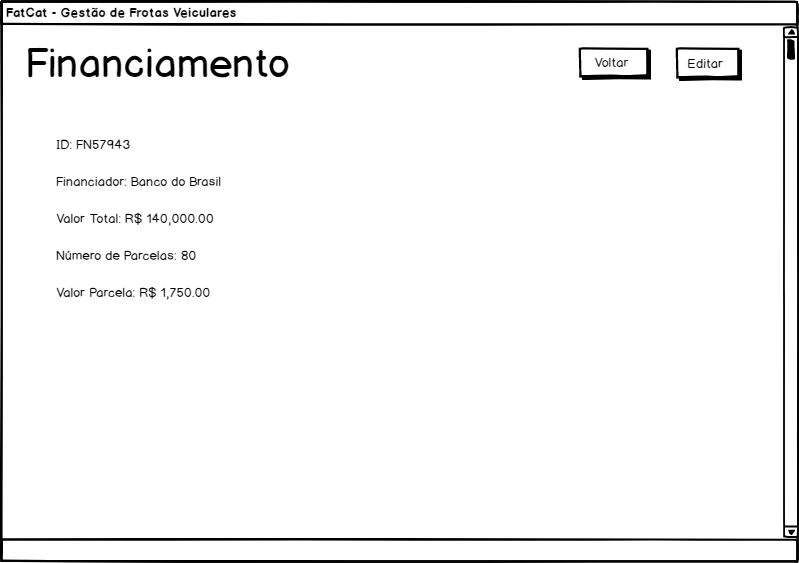 FatCat - Gestão de Frotas Veiculares
Financiamento
Voltar
Editar
ID: FN57943
Financiador: Banco do Brasil
Valor Total: R$ 140,000.00
Número de Parcelas: 80
Valor Parcela: R$ 1,750.00